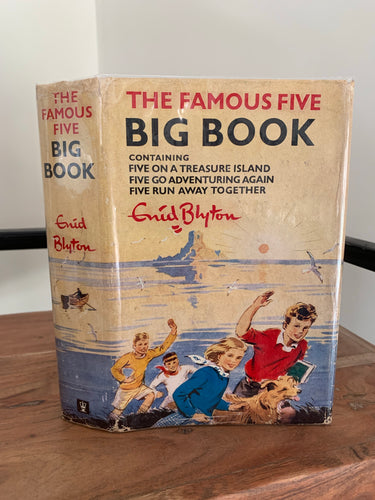 THE
FAMOUS
FIVE
BIG
BOOK
Enid
Blyton
THE FAMOUS FIVE
BIG BOOK
CONTAINING
FIVE ON A TREASURE ISLAND
FIVE GO ADVENTURING AGAIN
FIVE RUN AWAY TOGETHER
Enid Blyton